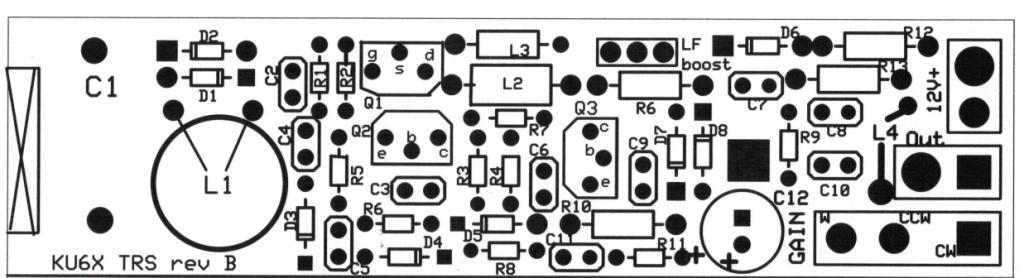 D2
L3
LF
boost
D6
R12
C1
C2
R1
R2
g
s
d
Q1
L2
R13
12V+
D1
R6
C7
C8
L4
C4
Q2
b
e
c
R7
Q3
c
b
e
D7
D8
R9
Out
L1
R5
C3
R3
R4
C6
C9
C10
C12
D3
R6
D5
R10
GAIN
W
CCW
CW
KU6X TRS rev B
C5
D4
R8
C11
R11
+
+